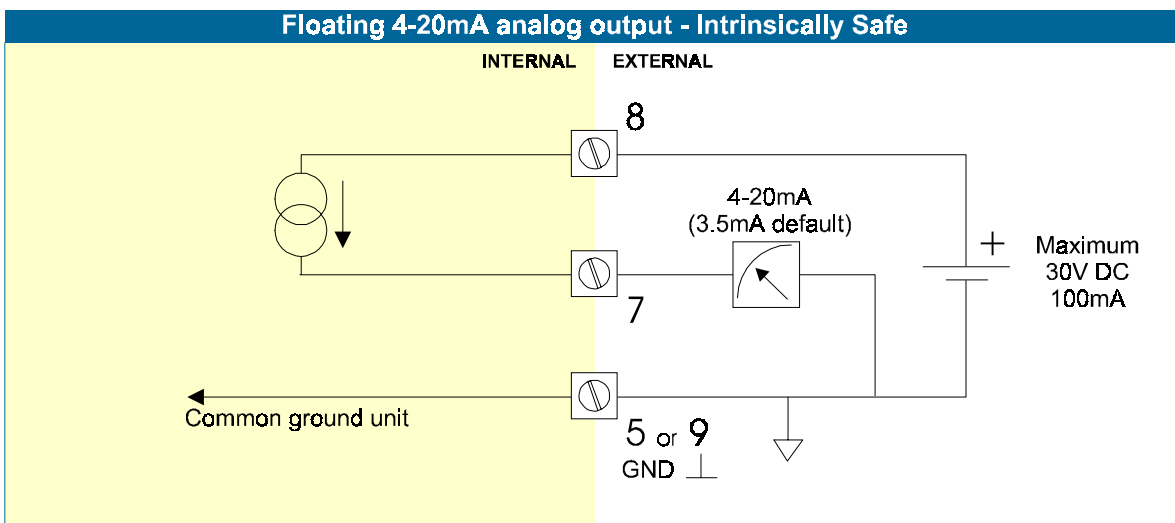 Floating 4-20mA analog output - Intrinsically Safe
INTERNAL EXTERNAL
8
4-20mA
(3.5mA default)
+
Maximum
30V DC
100mA
7
Common ground unit
5 or 9
GND